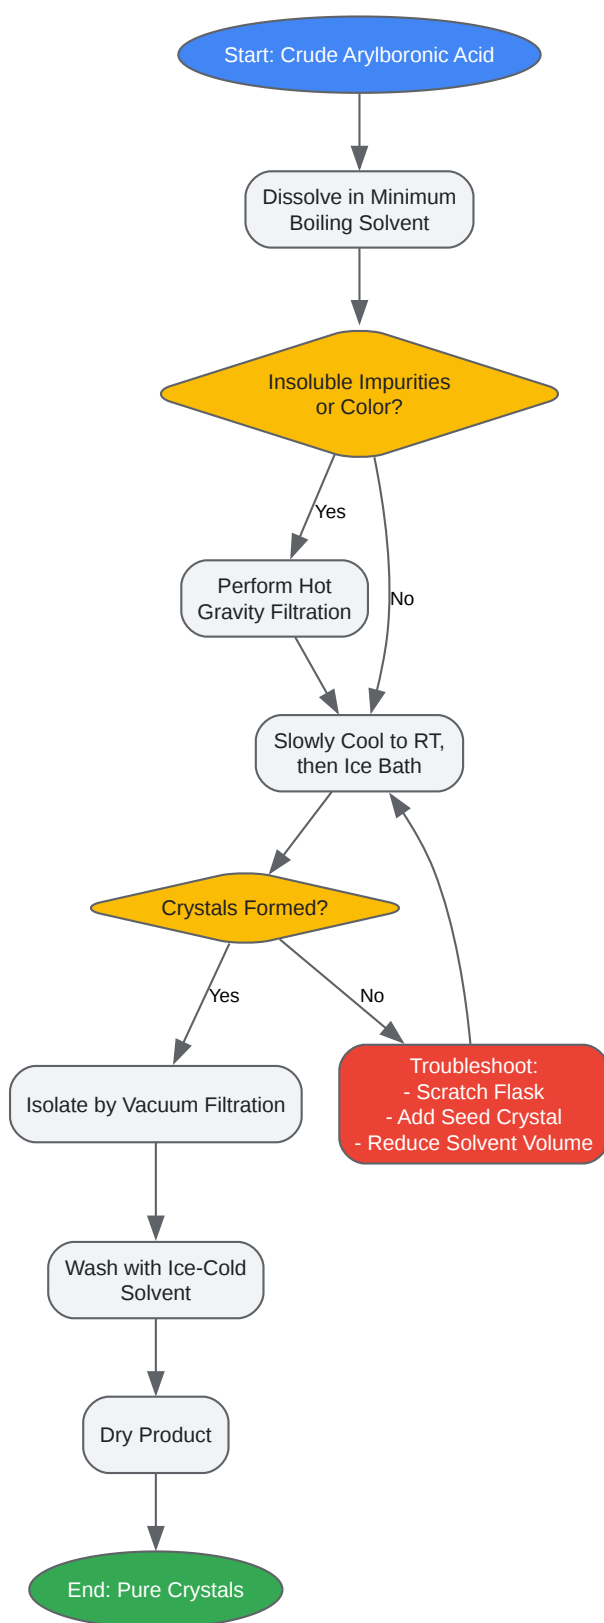 Start: Crude Arylboronic Acid
Dissolve in Minimum
Boiling Solvent
Insoluble Impurities
or Color?
Yes
No
Perform Hot
Gravity Filtration
Slowly Cool to RT,
then Ice Bath
Crystals Formed?
Yes
No
Isolate by Vacuum Filtration
Troubleshoot:
- Scratch Flask
- Add Seed Crystal
- Reduce Solvent Volume
Wash with Ice-Cold
Solvent
Dry Product
End: Pure Crystals